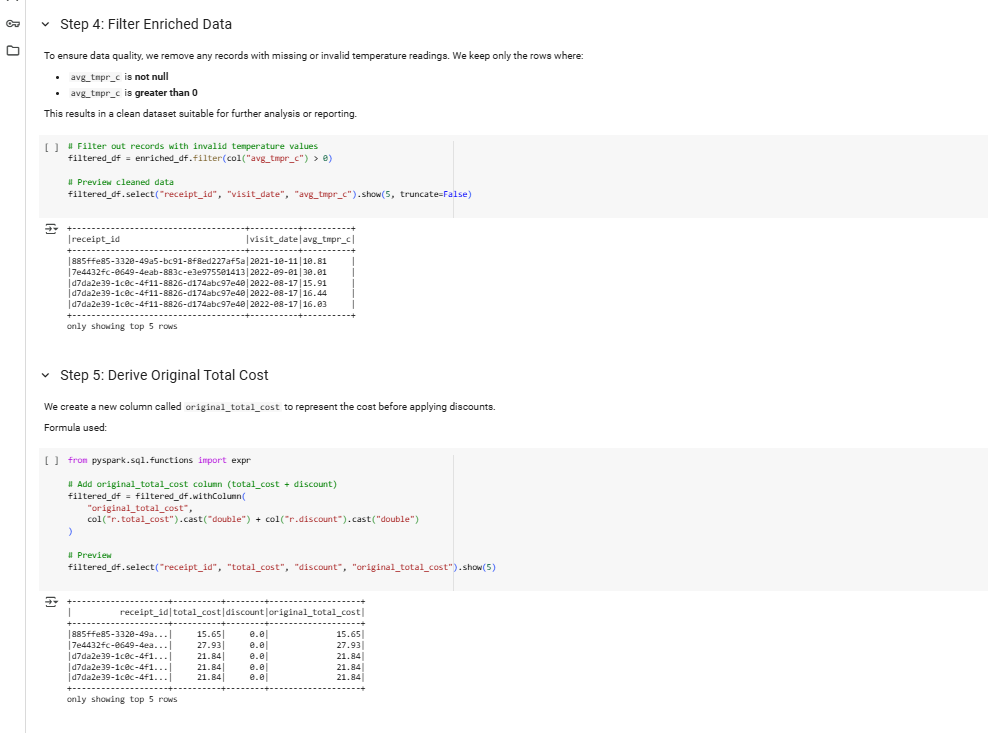 Step 4: Filter Enriched Data
To ensure data quality, we remove any records with missing or invalid temperature readings. We keep only the rows where:
• avg_tmpr_c is not null
• avg_tmpr_c is greater than 0
This results in a clean dataset suitable for further analysis or reporting.
[ ] # Filter out records with invalid temperature values
filtered_df = enriched_df.filter(col("avg_tmpr_c") > 0)
# Preview cleaned data
filtered_df.select("receipt_id", "visit_date", "avg_tmpr_c").show(5, truncate=False)
+------------------------------------+----------+----------+
|receipt_id                          |visit_date|avg_tmpr_c|
+------------------------------------+----------+----------+
|885ffe85-3320-49a5-bc91-8f8ed227af5a|2021-10-11|10.81     |
|7e4432fc-0649-4eab-883c-e3e975501413|2022-09-01|30.01     |
|d7da2e39-1c0c-4f11-8826-d174abc97e40|2022-08-17|15.91     |
|d7da2e39-1c0c-4f11-8826-d174abc97e40|2022-08-17|16.44     |
|d7da2e39-1c0c-4f11-8826-d174abc97e40|2022-08-17|16.03     |
+------------------------------------+----------+----------+
only showing top 5 rows
Step 5: Derive Original Total Cost
We create a new column called original_total_cost to represent the cost before applying discounts.
Formula used:
[ ] from pyspark.sql.functions import expr
# Add original_total_cost column (total_cost + discount)
filtered_df = filtered_df.withColumn(
"original_total_cost",
col("r.total_cost").cast("double") + col("r.discount").cast("double")
)
# Preview
filtered_df.select("receipt_id", "total_cost", "discount", "original_total_cost").show(5)
+--------------------+----------+--------+-------------------+
|          receipt_id|total_cost|discount|original_total_cost|
+--------------------+----------+--------+-------------------+
|885ffe85-3320-49a...|     15.65|     0.0|              15.65|
|7e4432fc-0649-4ea...|     27.93|     0.0|              27.93|
|d7da2e39-1c0c-4f1...|     21.84|     0.0|              21.84|
|d7da2e39-1c0c-4f1...|     21.84|     0.0|              21.84|
|d7da2e39-1c0c-4f1...|     21.84|     0.0|              21.84|
+--------------------+----------+--------+-------------------+
only showing top 5 rows